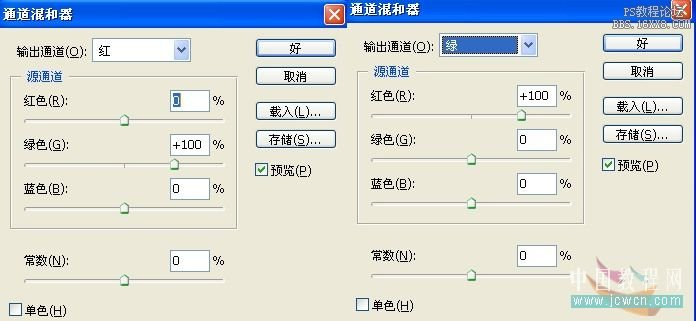 通道混和器
输出通道(O): 红
好
取消
载入(L)...
存储(S)...
预览(P)
源通道
红色(R): 0 %
绿色(G): +100 %
蓝色(B): 0 %
常数(N): 0 %
单色(H)
通道混和器
PS教程论坛
BBS.16XX8.COM
输出通道(O): 绿
好
取消
载入(L)...
存储(S)...
预览(P)
源通道
红色(R): +100 %
绿色(G): 0 %
蓝色(B): 0 %
常数(N): 0 %
单色(H)
中国教程网
www.jcwcn.com